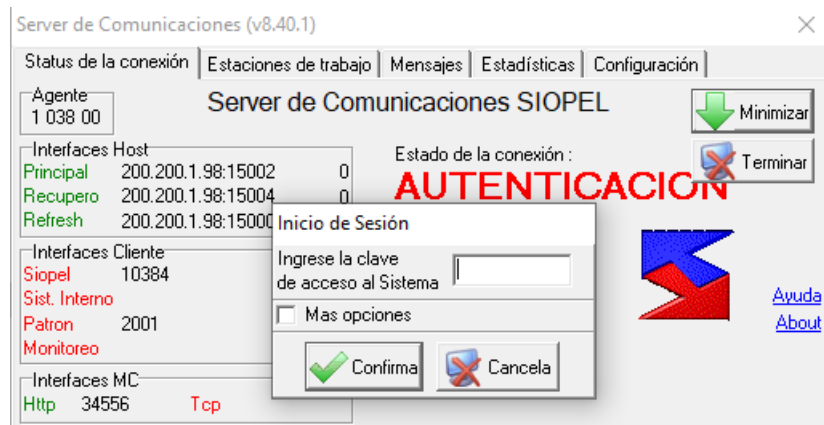 Server de Comunicaciones (v8.40.1)
Status de la conexión Estaciones de trabajo Mensajes Estadísticas Configuración
Agente
1 038 00
Server de Comunicaciones SIOPEL
Minimizar
Terminar
Interfaces Host
Principal 200.200.1.98:15002 0
Recupero 200.200.1.98:15004 0
Refresh 200.200.1.98:15000
Estado de la conexión :
AUTENTICACION
Inicio de Sesión
Ingrese la clave
de acceso al Sistema
Mas opciones
Confirma Cancela
Interfaces Cliente
Siopel 10384
Sist. Interno
Patron 2001
Monitoreo
Interfaces MC
Http 34556 Tcp
Ayuda
About